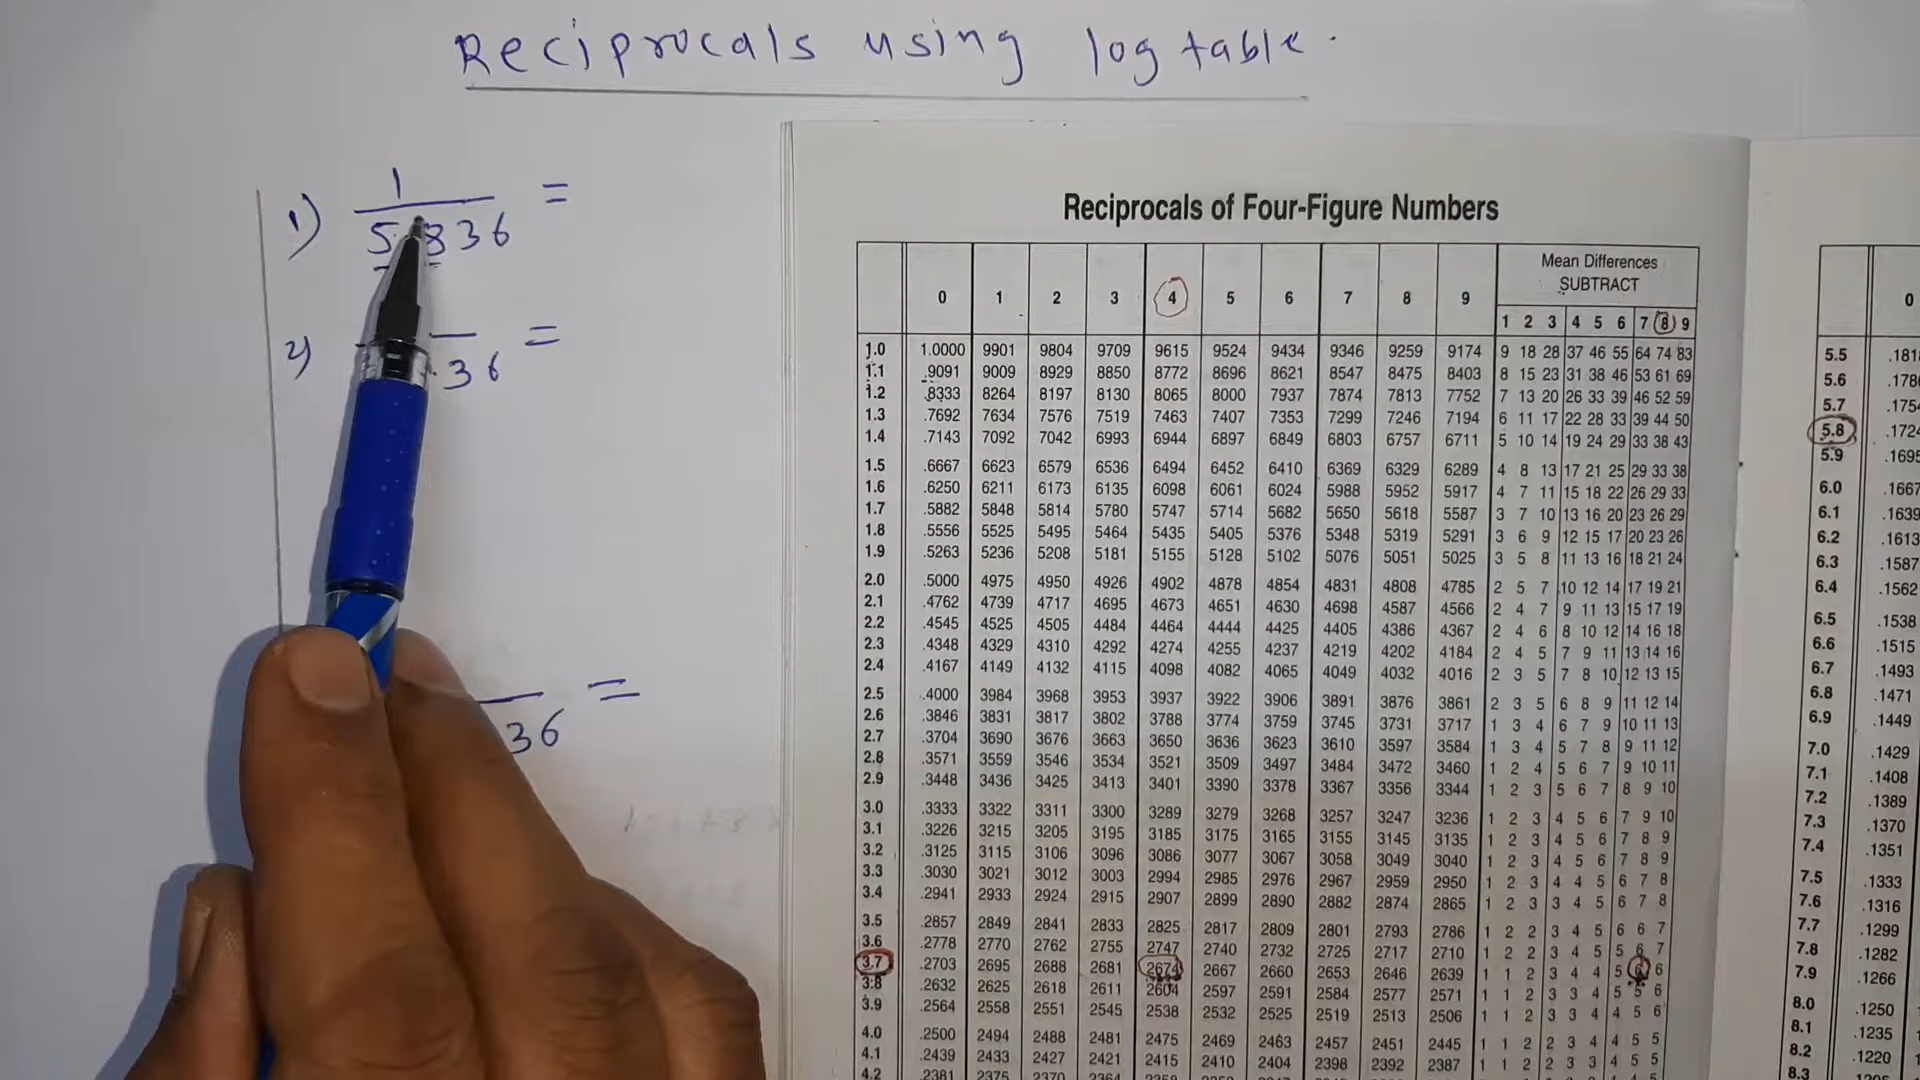 Reciprocals using log table.
1) 1 =
5.836
2) 36 =
36 =
Reciprocals of Four-Figure Numbers
Mean Differences
SUBTRACT
0 1 2 3 4 5 6 7 8 9 1 2 3 4 5 6 7 8 9
1.0 1.0000 9901 9804 9709 9615 9524 9434 9346 9259 9174 9 18 28 37 46 55 64 74 83
1.1 .9091 9009 8929 8850 8772 8696 8621 8547 8475 8403 8 15 23 31 38 46 53 61 69
1.2 .8333 8264 8197 8130 8065 8000 7937 7874 7813 7752 7 13 20 26 33 39 46 52 59
1.3 .7692 7634 7576 7519 7463 7407 7353 7299 7246 7194 6 11 17 22 28 33 39 44 50
1.4 .7143 7092 7042 6993 6944 6897 6849 6803 6757 6711 5 10 14 19 24 29 33 38 43
1.5 .6667 6623 6579 6536 6494 6452 6410 6369 6329 6289 4 8 13 17 21 25 29 33 38
1.6 .6250 6211 6173 6135 6098 6061 6024 5988 5952 5917 4 7 11 15 18 22 26 29 33
1.7 .5882 5848 5814 5780 5747 5714 5682 5650 5618 5587 3 7 10 13 16 20 23 26 29
1.8 .5556 5525 5495 5464 5435 5405 5376 5348 5319 5291 3 6 9 12 15 17 20 23 26
1.9 .5263 5236 5208 5181 5155 5128 5102 5076 5051 5025 3 5 8 11 13 16 18 21 24
2.0 .5000 4975 4950 4926 4902 4878 4854 4831 4808 4785 2 5 7 10 12 14 17 19 21
2.1 .4762 4739 4717 4695 4673 4651 4630 4698 4587 4566 2 4 7 9 11 13 15 17 19
2.2 .4545 4525 4505 4484 4464 4444 4425 4405 4386 4367 2 4 6 8 10 12 14 16 18
2.3 .4348 4329 4310 4292 4274 4255 4237 4219 4202 4184 2 4 5 7 9 11 13 14 16
2.4 .4167 4149 4132 4115 4098 4082 4065 4049 4032 4016 2 3 5 7 8 10 12 13 15
2.5 .4000 3984 3968 3953 3937 3922 3906 3891 3876 3861 2 3 5 6 8 9 11 12 14
2.6 .3846 3831 3817 3802 3788 3774 3759 3745 3731 3717 1 3 4 6 7 9 10 11 13
2.7 .3704 3690 3676 3663 3650 3636 3623 3610 3597 3584 1 3 4 5 7 8 9 11 12
2.8 .3571 3559 3546 3534 3521 3509 3497 3484 3472 3460 1 2 4 5 6 7 9 10 11
2.9 .3448 3436 3425 3413 3401 3390 3378 3367 3356 3344 1 2 3 5 6 7 8 9 10
3.0 .3333 3322 3311 3300 3289 3279 3268 3257 3247 3236 1 2 3 4 5 6 7 9 10
3.1 .3226 3215 3205 3195 3185 3175 3165 3155 3145 3135 1 2 3 4 5 6 7 8 9
3.2 .3125 3115 3106 3096 3086 3077 3067 3058 3049 3040 1 2 3 4 5 6 7 8 9
3.3 .3030 3021 3012 3003 2994 2985 2976 2967 2959 2950 1 2 3 4 4 5 6 7 8
3.4 .2941 2933 2924 2915 2907 2899 2890 2882 2874 2865 1 2 3 3 4 5 6 7 8
3.5 .2857 2849 2841 2833 2825 2817 2809 2801 2793 2786 1 2 2 3 4 5 6 6 7
3.6 .2778 2770 2762 2755 2747 2740 2732 2725 2717 2710 1 2 2 3 4 5 5 6 7
3.7 .2703 2695 2688 2681 2674 2667 2660 2653 2646 2639 1 1 2 3 4 4 5 6 6
3.8 .2632 2625 2618 2611 2604 2597 2591 2584 2577 2571 1 1 2 3 3 4 5 5 6
3.9 .2564 2558 2551 2545 2538 2532 2525 2519 2513 2506 1 1 2 3 3 4 4 5 6
4.0 .2500 2494 2488 2481 2475 2469 2463 2457 2451 2445 1 1 2 2 3 4 4 5 5
4.1 .2439 2433 2427 2421 2415 2410 2404 2398 2392 2387 1 1 2 2 3 3 4 5 5
4.2 .2381 2375 2370 2364
0
5.5 .181
5.6 .178
5.7 .175
5.8 .172
5.9 .169
6.0 .1667
6.1 .1639
6.2 .1613
6.3 .1587
6.4 .1562
6.5 .1538
6.6 .1515
6.7 .1493
6.8 .1471
6.9 .1449
7.0 .1429
7.1 .1408
7.2 .1389
7.3 .1370
7.4 .1351
7.5 .1333
7.6 .1316
7.7 .1299
7.8 .1282
7.9 .1266
8.0 .1250
8.1 .1235
8.2 .1220
8.3